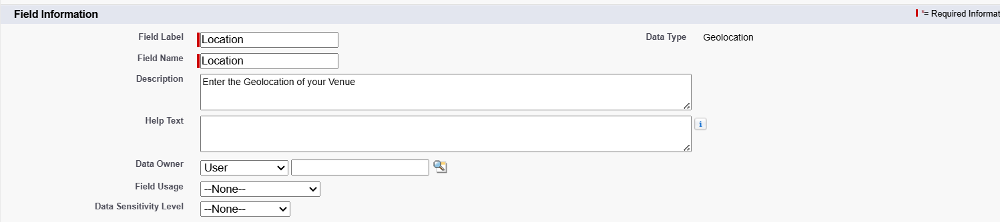 Field Information
*= Required Informat
Field Label
Location
Data Type
Geolocation
Field Name
Location
Description
Enter the Geolocation of your Venue
Help Text
i
Data Owner
User
Field Usage
--None--
Data Sensitivity Level
--None--